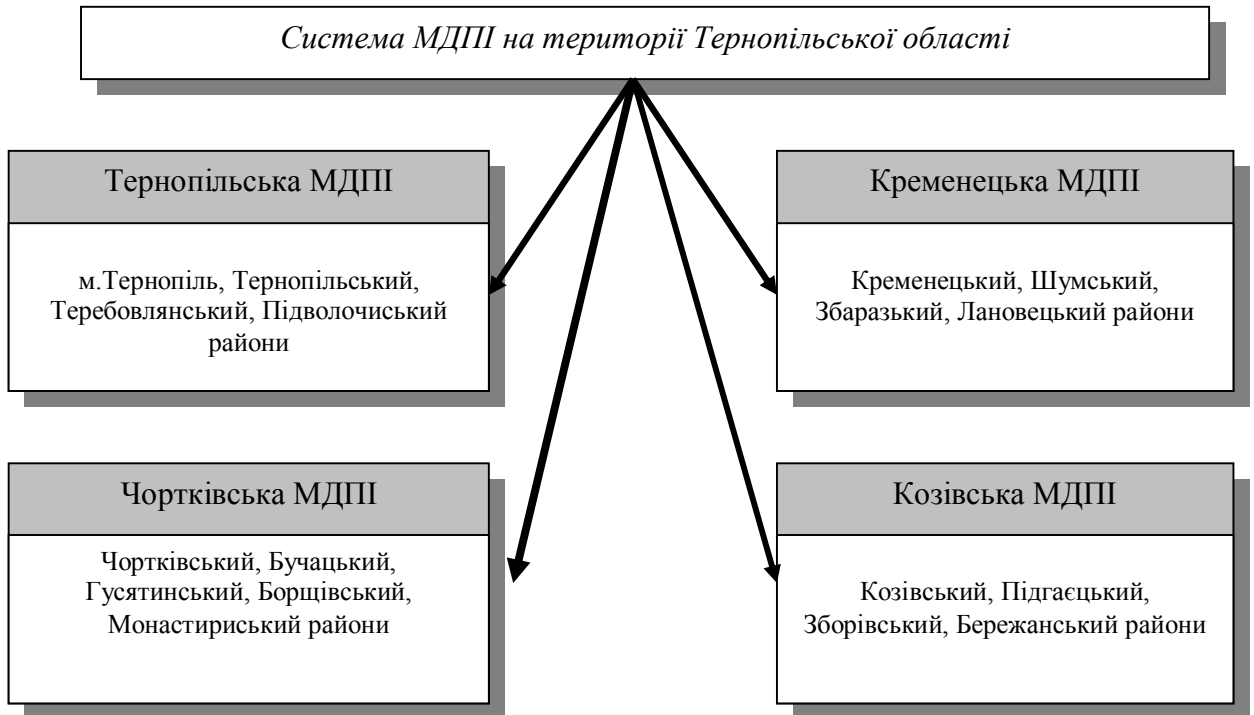 Система МДПІ на території Тернопільської області
Тернопільська МДПІ
м.Тернопіль, Тернопільський,
Теребовлянський, Підволочиський
райони
Кременецька МДПІ
Кременецький, Шумський,
Збаразький, Лановецький райони
Чортківська МДПІ
Чортківський, Бучацький,
Гусятинський, Борщівський,
Монастириський райони
Козівська МДПІ
Козівський, Підгаєцький,
Зборівський, Бережанський райони